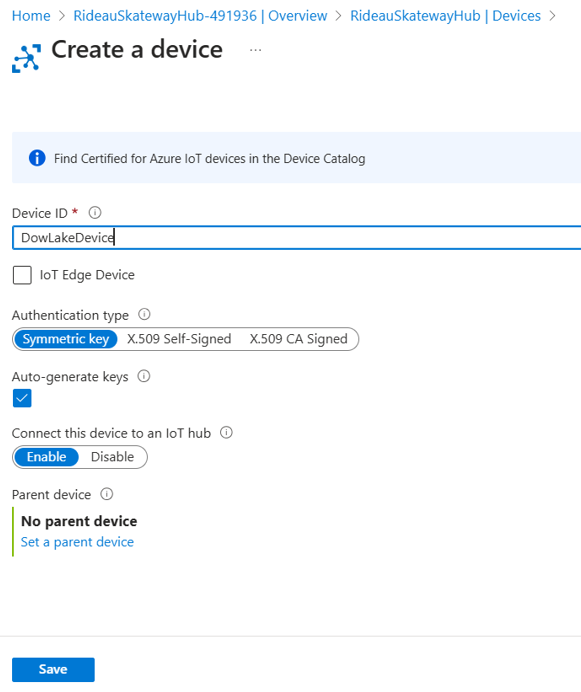 Home > RideauSkatewayHub-491936 | Overview > RideauSkatewayHub | Devices >
Create a device ...
Find Certified for Azure IoT devices in the Device Catalog
Device ID *
DowLakeDevice
IoT Edge Device
Authentication type
Symmetric key X.509 Self-Signed X.509 CA Signed
Auto-generate keys
Connect this device to an IoT hub
Enable Disable
Parent device
No parent device
Set a parent device
Save